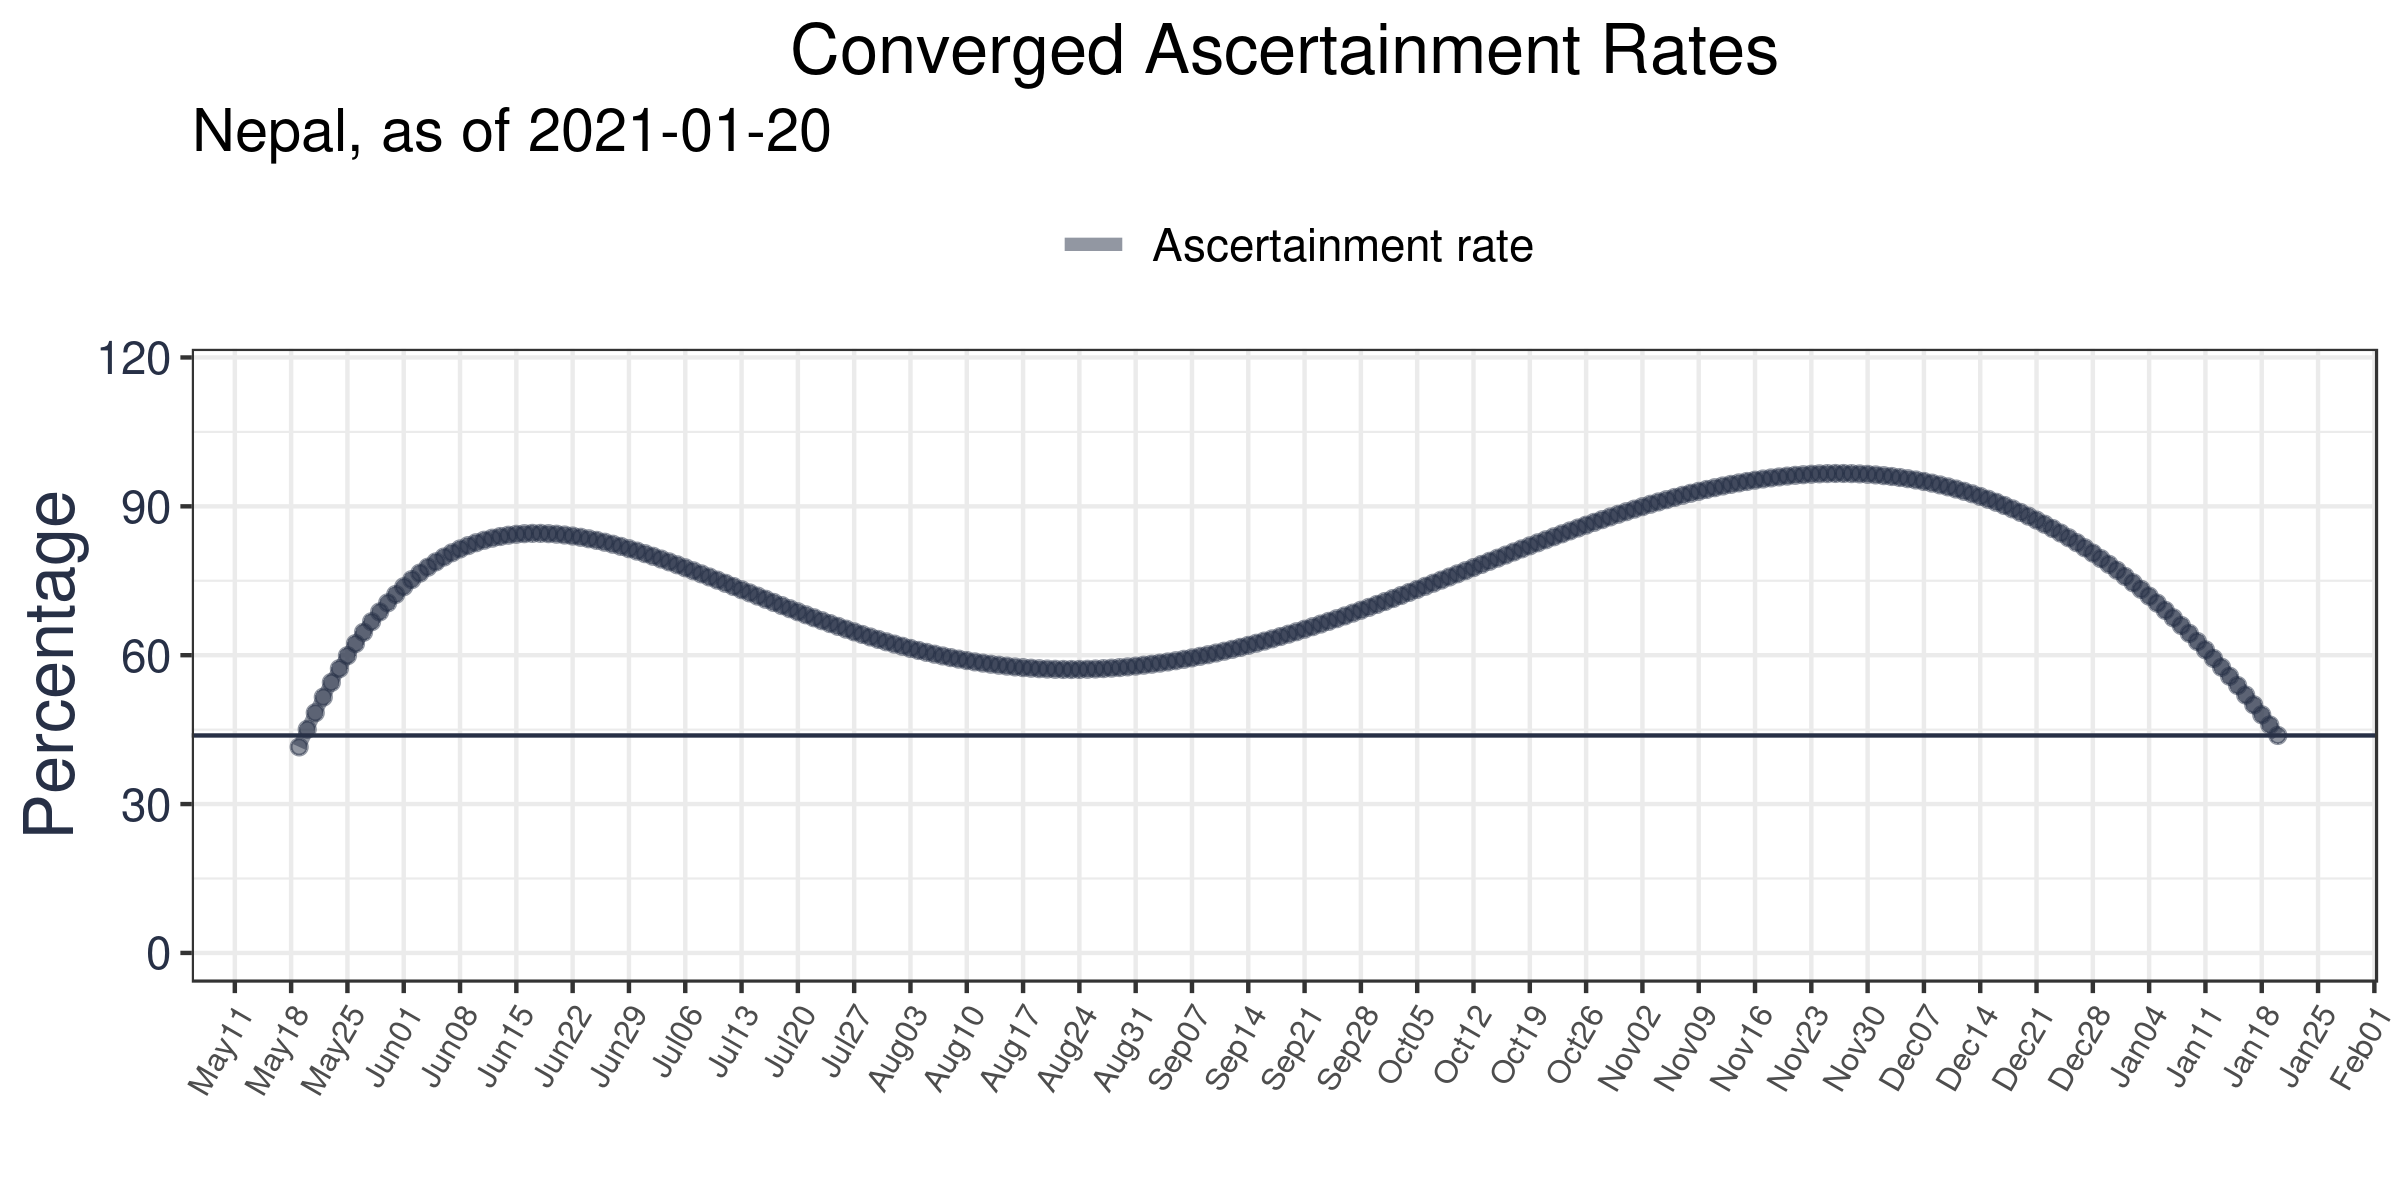 Converged Ascertainment Rates
Nepal, as of 2021-01-20
Ascertainment rate
Percentage
120
90
60
30
0
May11 May18 May25 Jun01 Jun08 Jun15 Jun22 Jun29 Jul06 Jul13 Jul20 Jul27 Aug03 Aug10 Aug17 Aug24 Aug31 Sep07 Sep14 Sep21 Sep28 Oct05 Oct12 Oct19 Oct26 Nov02 Nov09 Nov16 Nov23 Nov30 Dec07 Dec14 Dec21 Dec28 Jan04 Jan11 Jan18 Jan25 Feb01